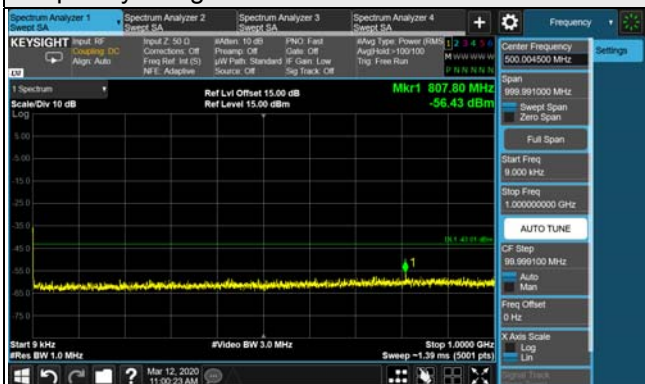 Spectrum Analyzer 1
Swept SA
Spectrum Analyzer 2
Swept SA
Spectrum Analyzer 3
Swept SA
Spectrum Analyzer 4
Swept SA
+
Frequency
KEYSIGHT
Input: RF
Coupling: DC
Align: Auto
Input Z: 50 Ω
Corrections: Off
Freq Ref: Int (S)
NFE: Adaptive
#Atten: 10 dB
Preamp: Off
µW Path: Standard
Source: Off
PNO: Fast
Gate: Off
IF Gain: Low
Sig Track: Off
#Avg Type: Power (RMS
Avg|Hold:>100/100
Trig: Free Run
1 2 3 4 5 6
M W W W W W
P N N N N N
1 Spectrum
Scale/Div 10 dB
Log
Ref Lvl Offset 15.00 dB
Ref Level 15.00 dBm
Mkr1 807.80 MHz
-56.43 dBm
5.00
-5.00
-15.0
-25.0
-35.0
-45.0
-55.0
-65.0
-75.0
DL1 -43.01 dBm
1
Start 9 kHz
#Res BW 1.0 MHz
#Video BW 3.0 MHz
Stop 1.0000 GHz
Sweep ~1.39 ms (5001 pts)
Mar 12, 2020
11:00:23 AM
Center Frequency
500.004500 MHz
Settings
Span
999.991000 MHz
Swept Span
Zero Span
Full Span
Start Freq
9.000 kHz
Stop Freq
1.000000000 GHz
AUTO TUNE
CF Step
99.999100 MHz
Auto
Man
Freq Offset
0 Hz
X Axis Scale
Log
Lin
Signal Track